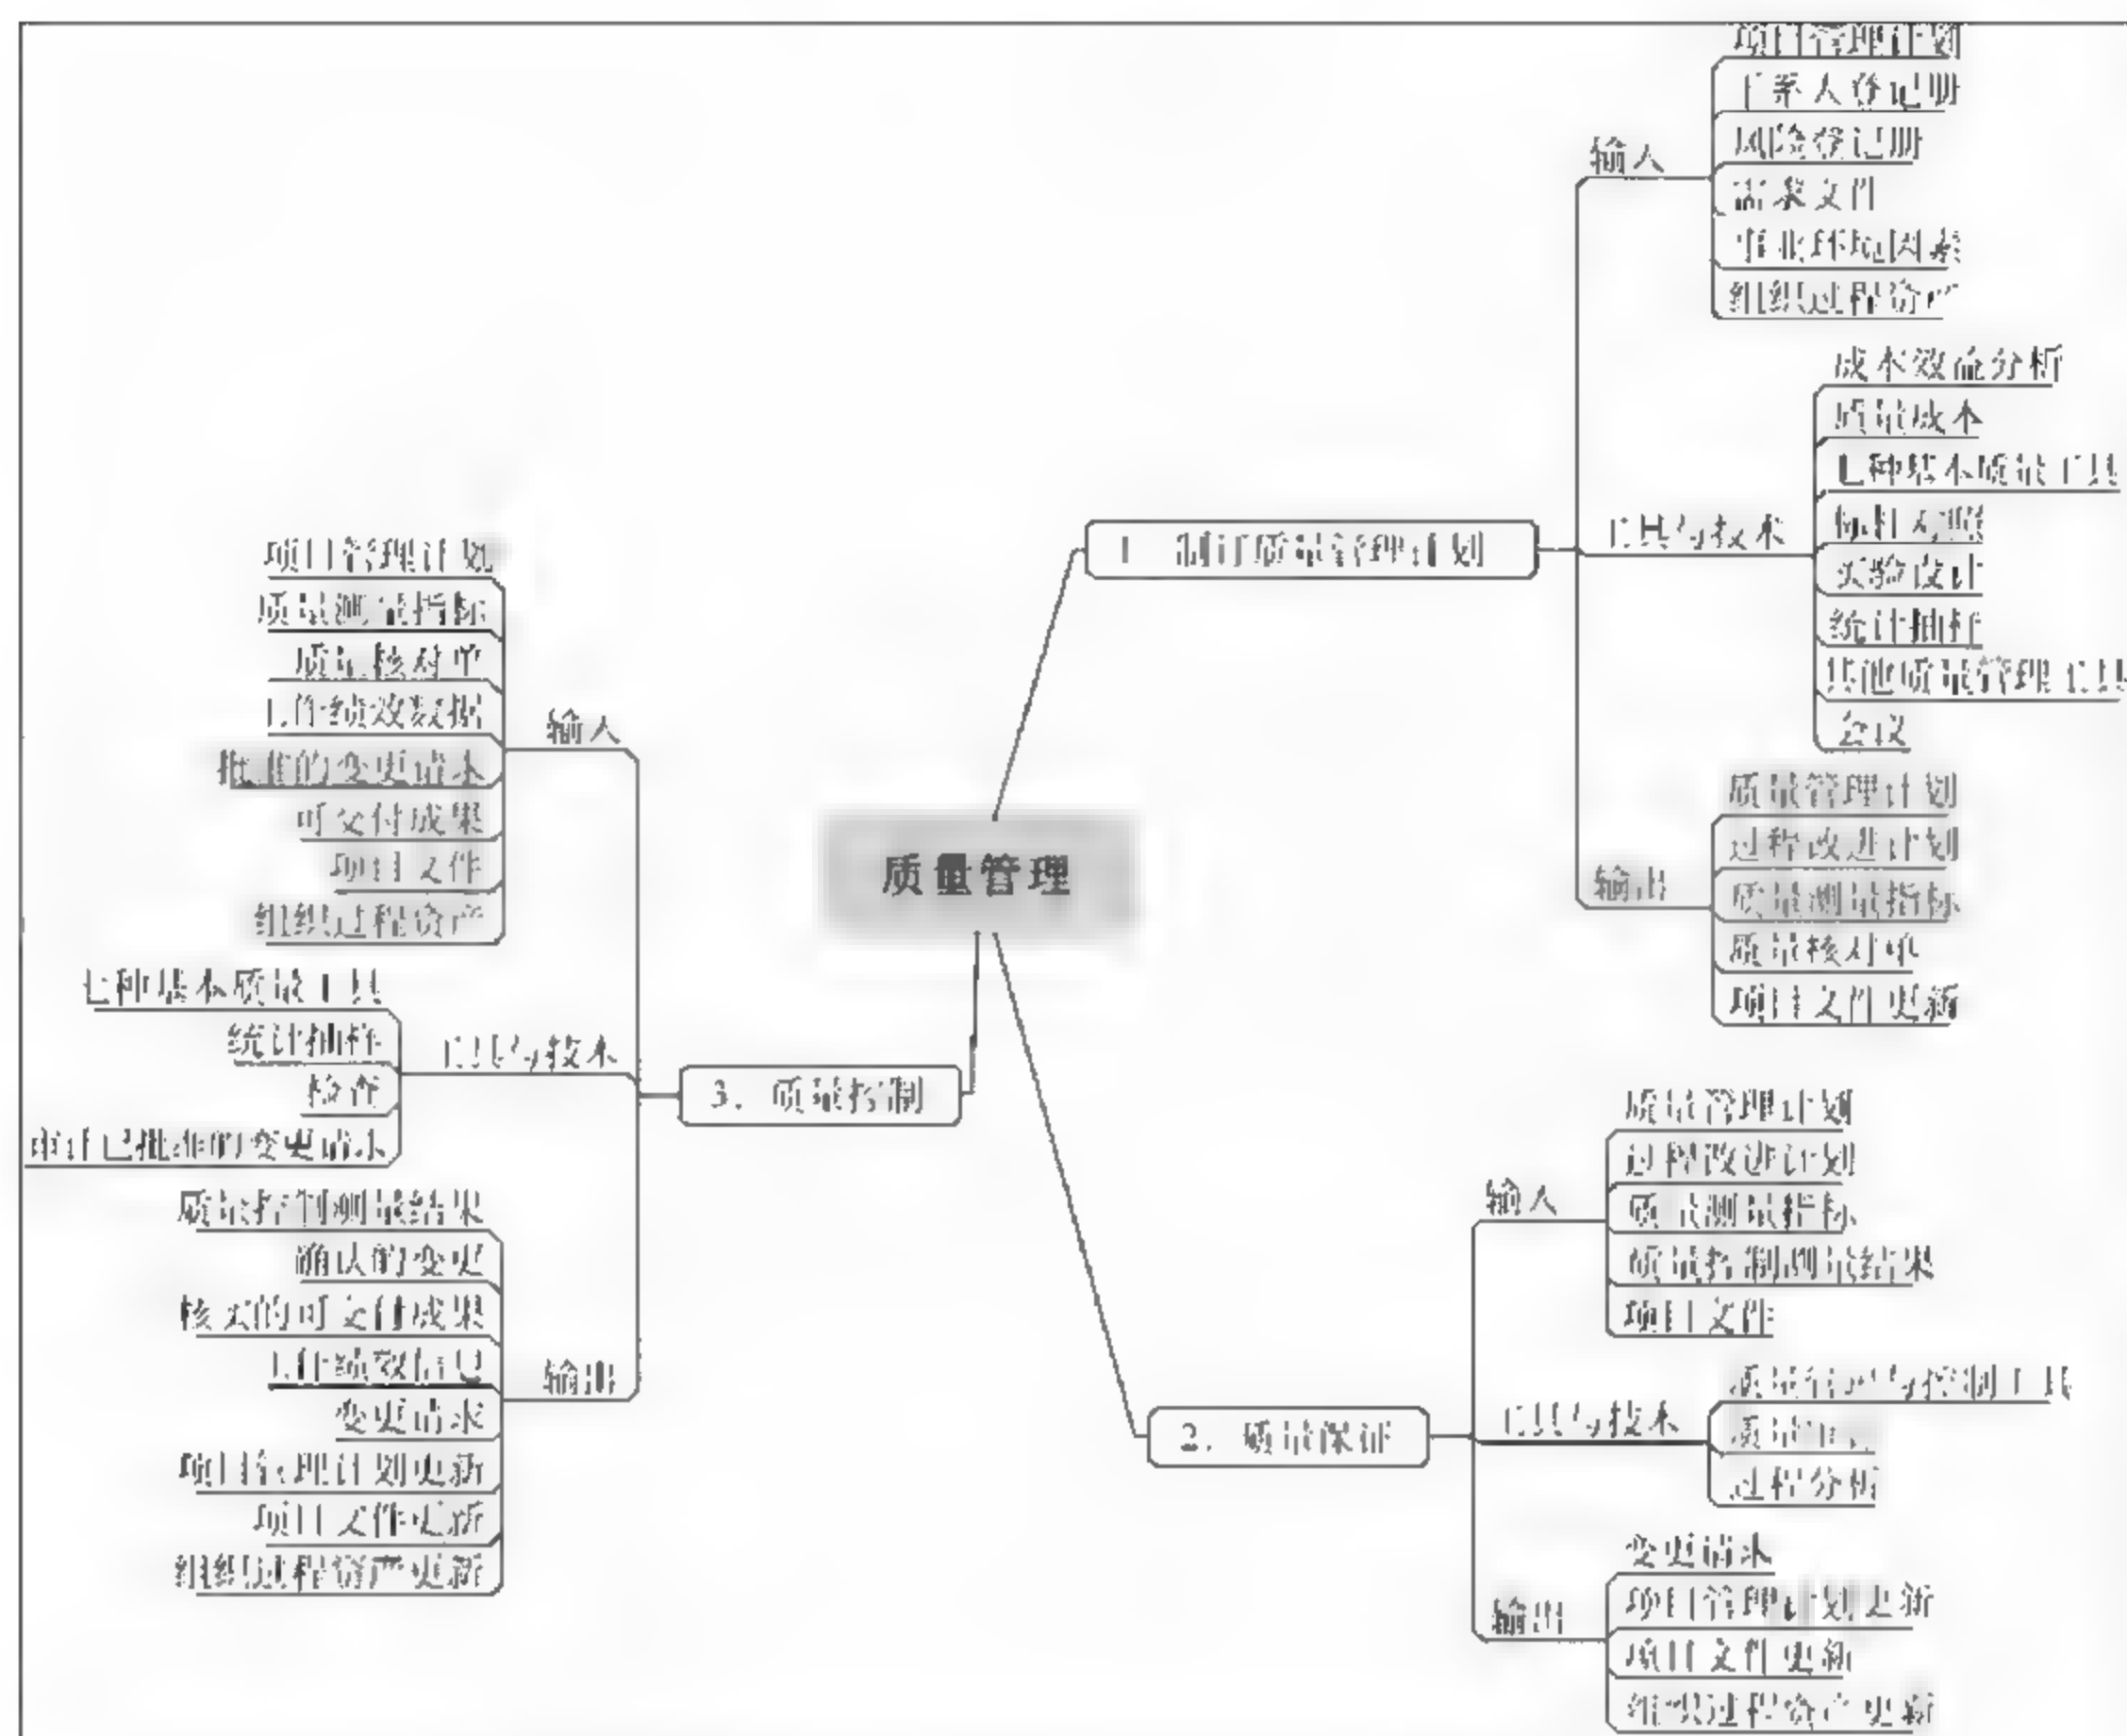 质量管理
1 制订质量管理计划
输入
项目管理计划
干系人登记册
风险登记册
需求文件
事业环境因素
组织过程资产
工具与技术
成本效益分析
质量成本
七种基本质量工具
标杆对照
实验设计
统计抽样
其他质量管理工具
会议
输出
质量管理计划
过程改进计划
质量测量指标
质量核对单
项目文件更新
2. 质量保证
输入
质量管理计划
过程改进计划
质量测量指标
质量控制测量结果
项目文件
工具与技术
质量管理与控制工具
质量
过程分析
输出
变更请求
项目管理计划更新
项目文件更新
组织过程资产更新
3. 质量控制
输入
项目管理计划
质量测量指标
质量核对单
工作绩效数据
批准的变更请求
可交付成果
项目文件
组织过程资产
工具与技术
七种基本质量工具
统计抽样
检查
审计已批准的变更请求
输出
质量控制测量结果
确认的变更
核实的可交付成果
工作绩效信息
变更请求
项目管理计划更新
项目文件更新
组织过程资产更新